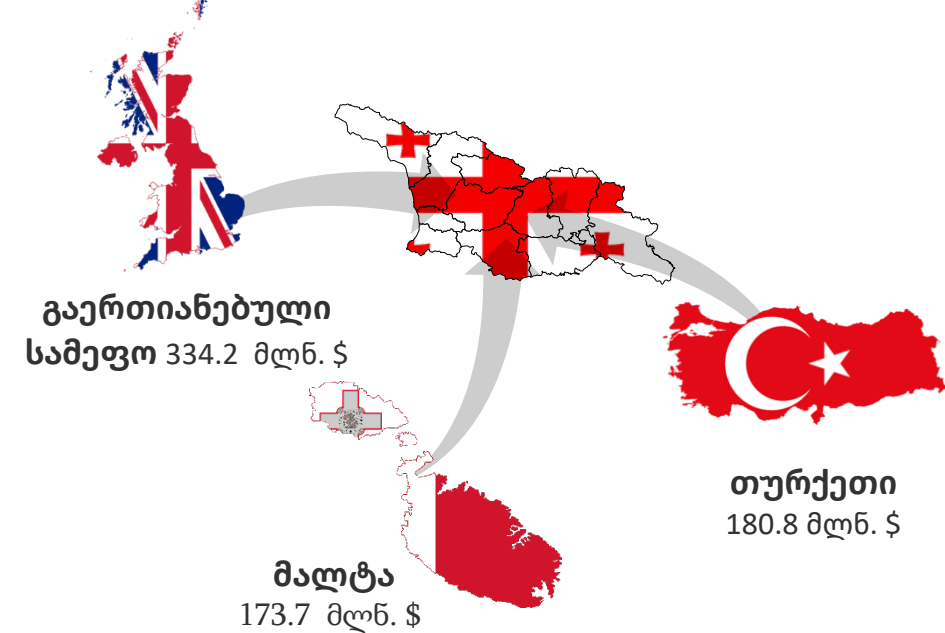 გაერთიანებული
სამეფო 334.2 მლნ. $
თურქეთი
180.8 მლნ. $
მალტა
173.7 მლნ. $